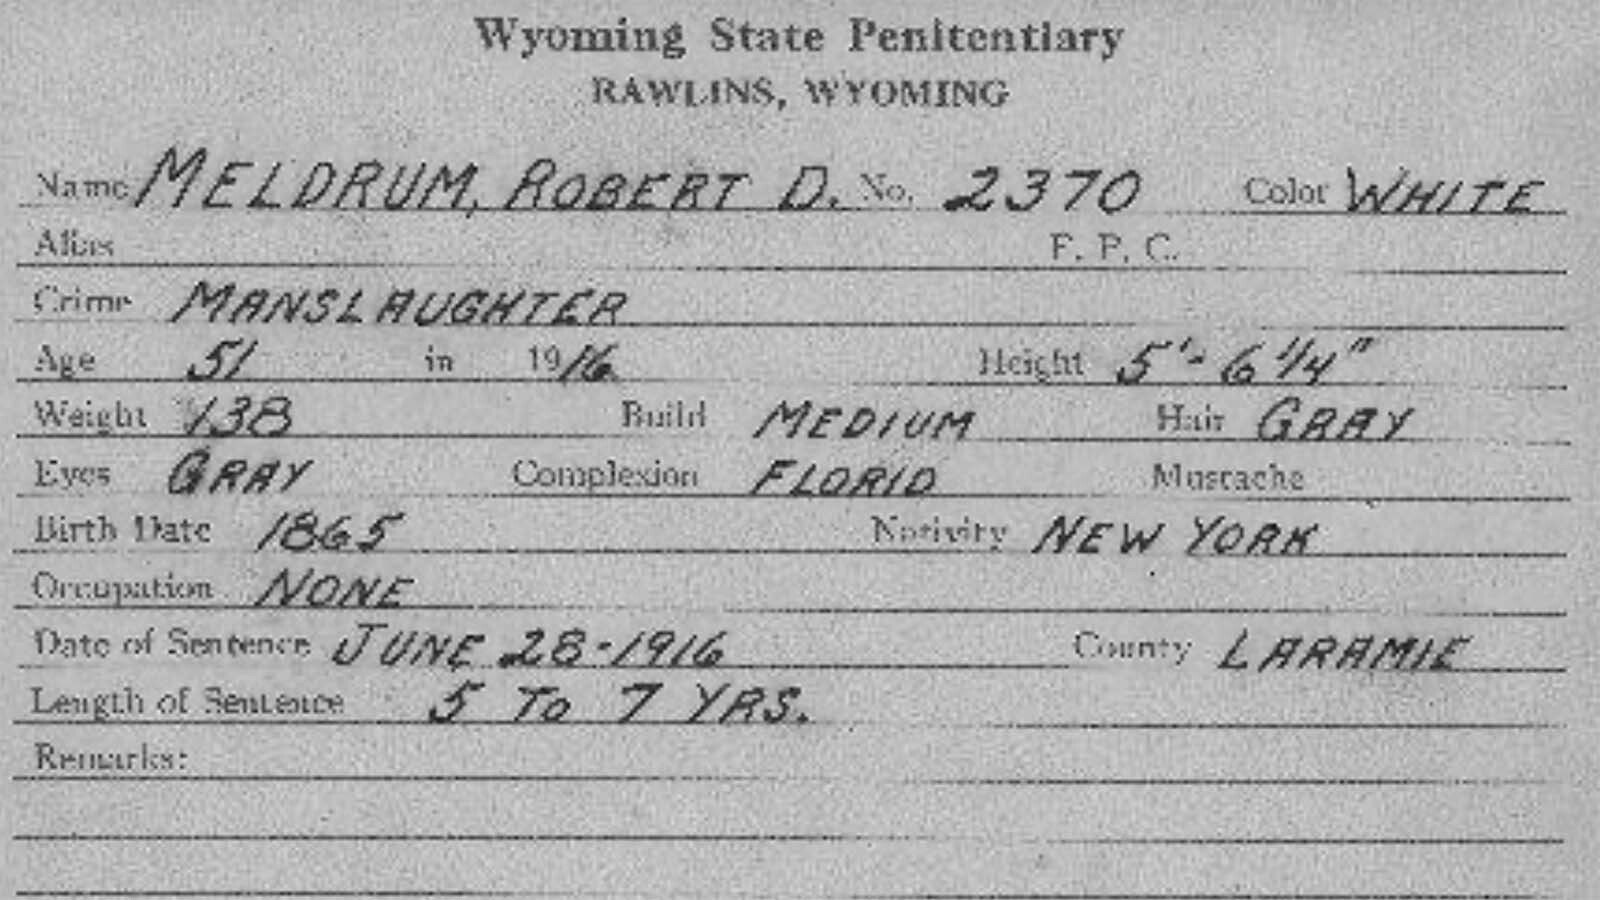 Wyoming State Penitentiary
RAWLINS, WYOMING
Name MELDRUM, ROBERT D. No. 2370 Color WHITE
Alias F. P. C.
Crime MANSLAUGHTER
Age 51 in 1916 Height 5'-6 1/4"
Weight 138 Build MEDIUM Hair GRAY
Eyes GRAY Complexion FLORID Mustache
Birth Date 1865 Nativity NEW YORK
Occupation NONE
Date of Sentence JUNE 28-1916 County LARAMIE
Length of Sentence 5 TO 7 YRS.
Remarks: